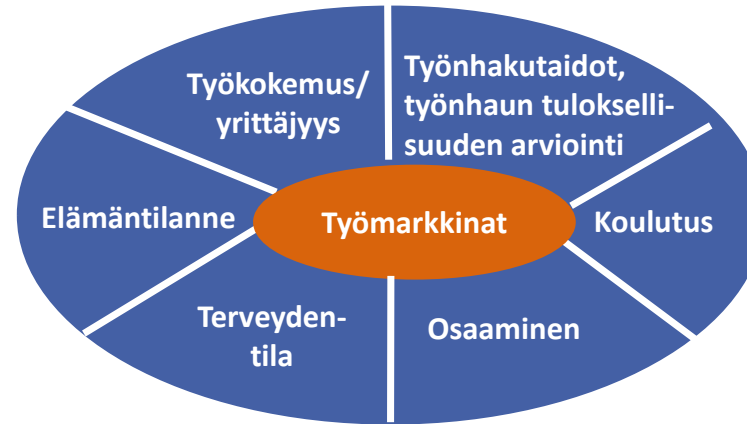 Työkokemus/
yrittäjyys
Työnhakutaidot,
työnhaun tulokselli-
suuden arviointi
Elämäntilanne
Työmarkkinat
Koulutus
Terveyden-
tila
Osaaminen